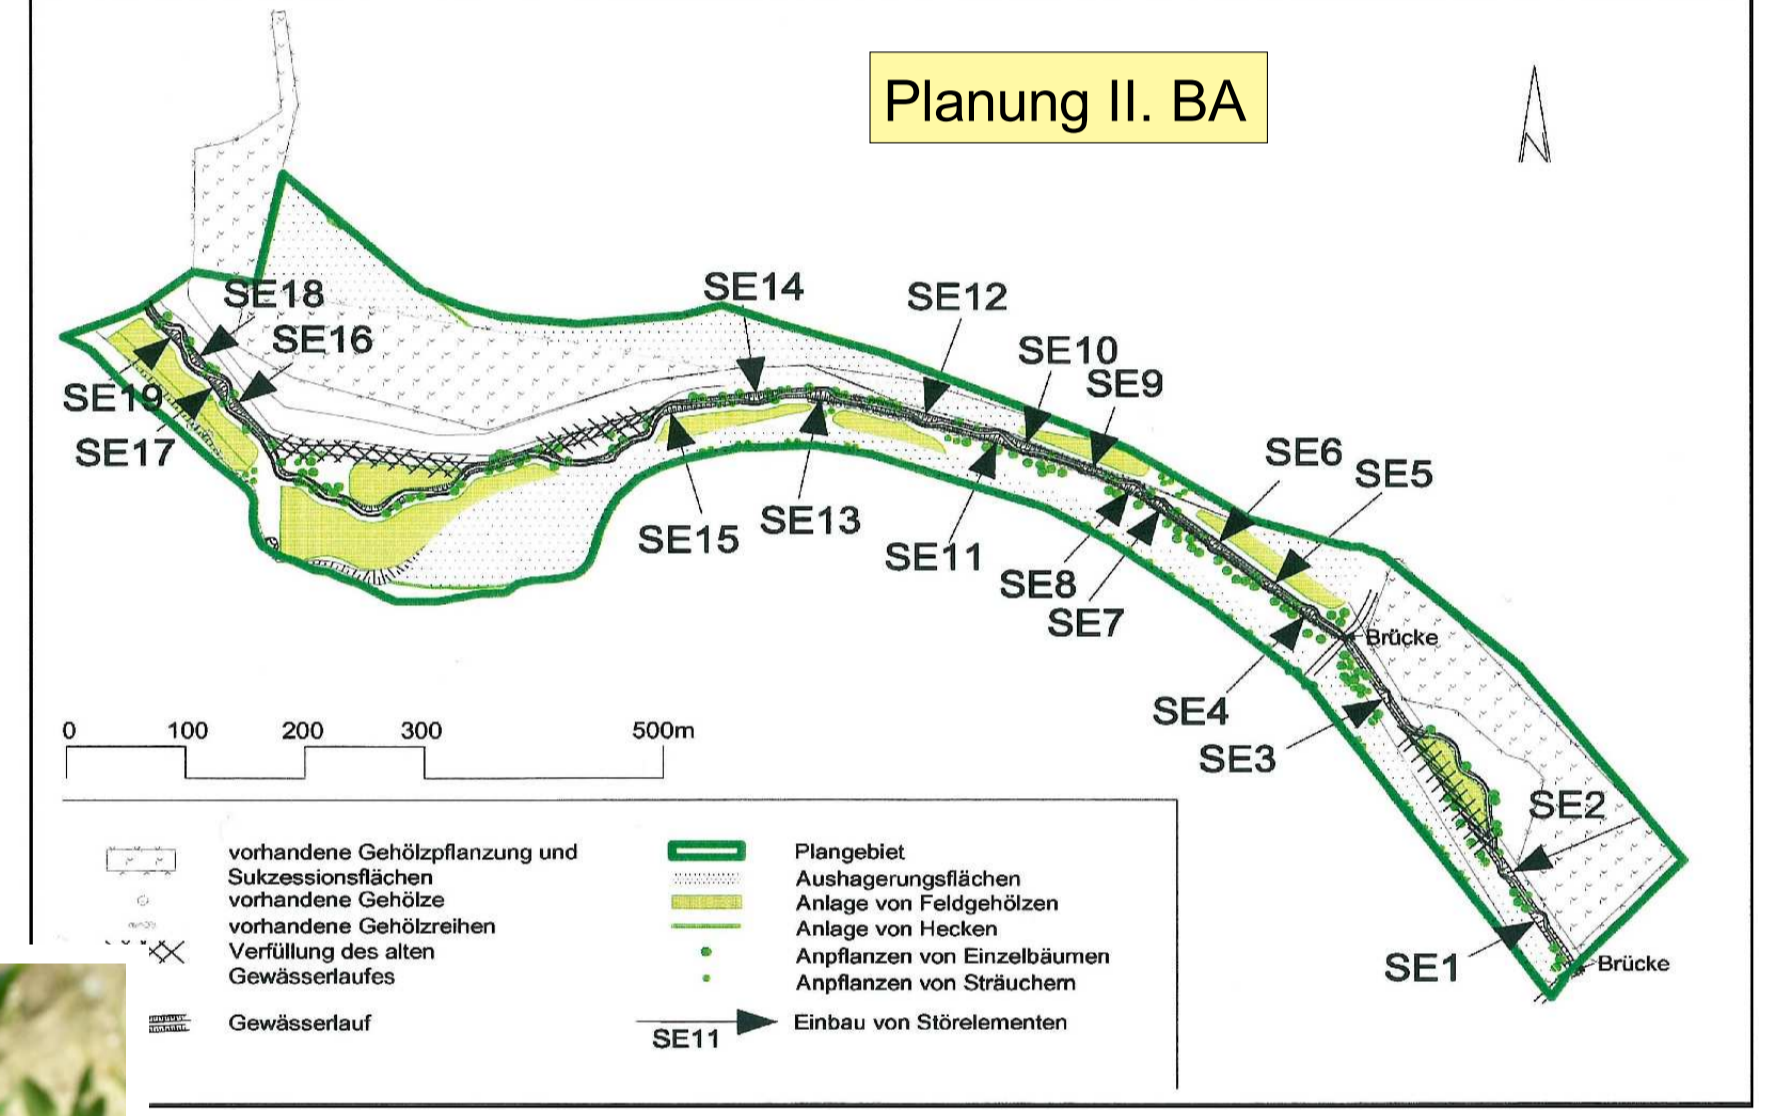 Planung II. BA
N
SE18
SE16
SE19
SE17
SE14
SE12
SE10
SE9
SE6
SE5
SE15
SE13
SE11
SE8
SE7
Brücke
SE4
SE3
SE2
SE1
Brücke
0 100 200 300 500m
vorhandene Gehölzpflanzung und
Sukzessionsflächen
vorhandene Gehölze
vorhandene Gehölzreihen
Verfüllung des alten
Gewässerlaufes
Gewässerlauf
Plangebiet
Aushagerungsflächen
Anlage von Feldgehölzen
Anlage von Hecken
Anpflanzen von Einzelbäumen
Anpflanzen von Sträuchern
SE11
Einbau von Störelementen